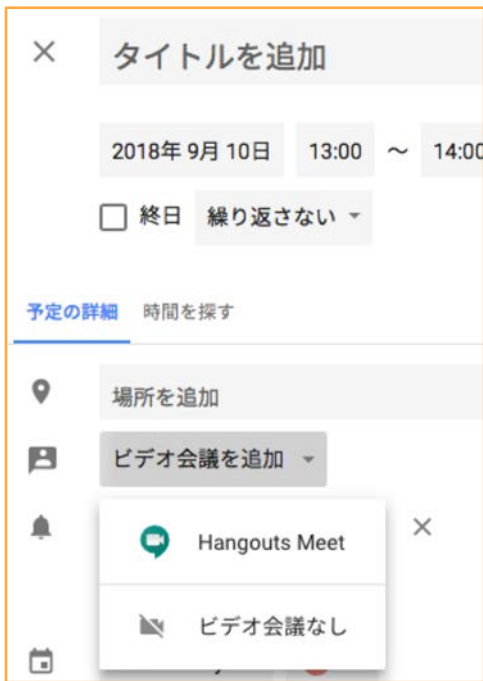 タイトルを追加
2018年 9月 10日 13:00 ～ 14:00
終日 繰り返さない
予定の詳細 時間を探す
場所を追加
ビデオ会議を追加
Hangouts Meet
ビデオ会議なし